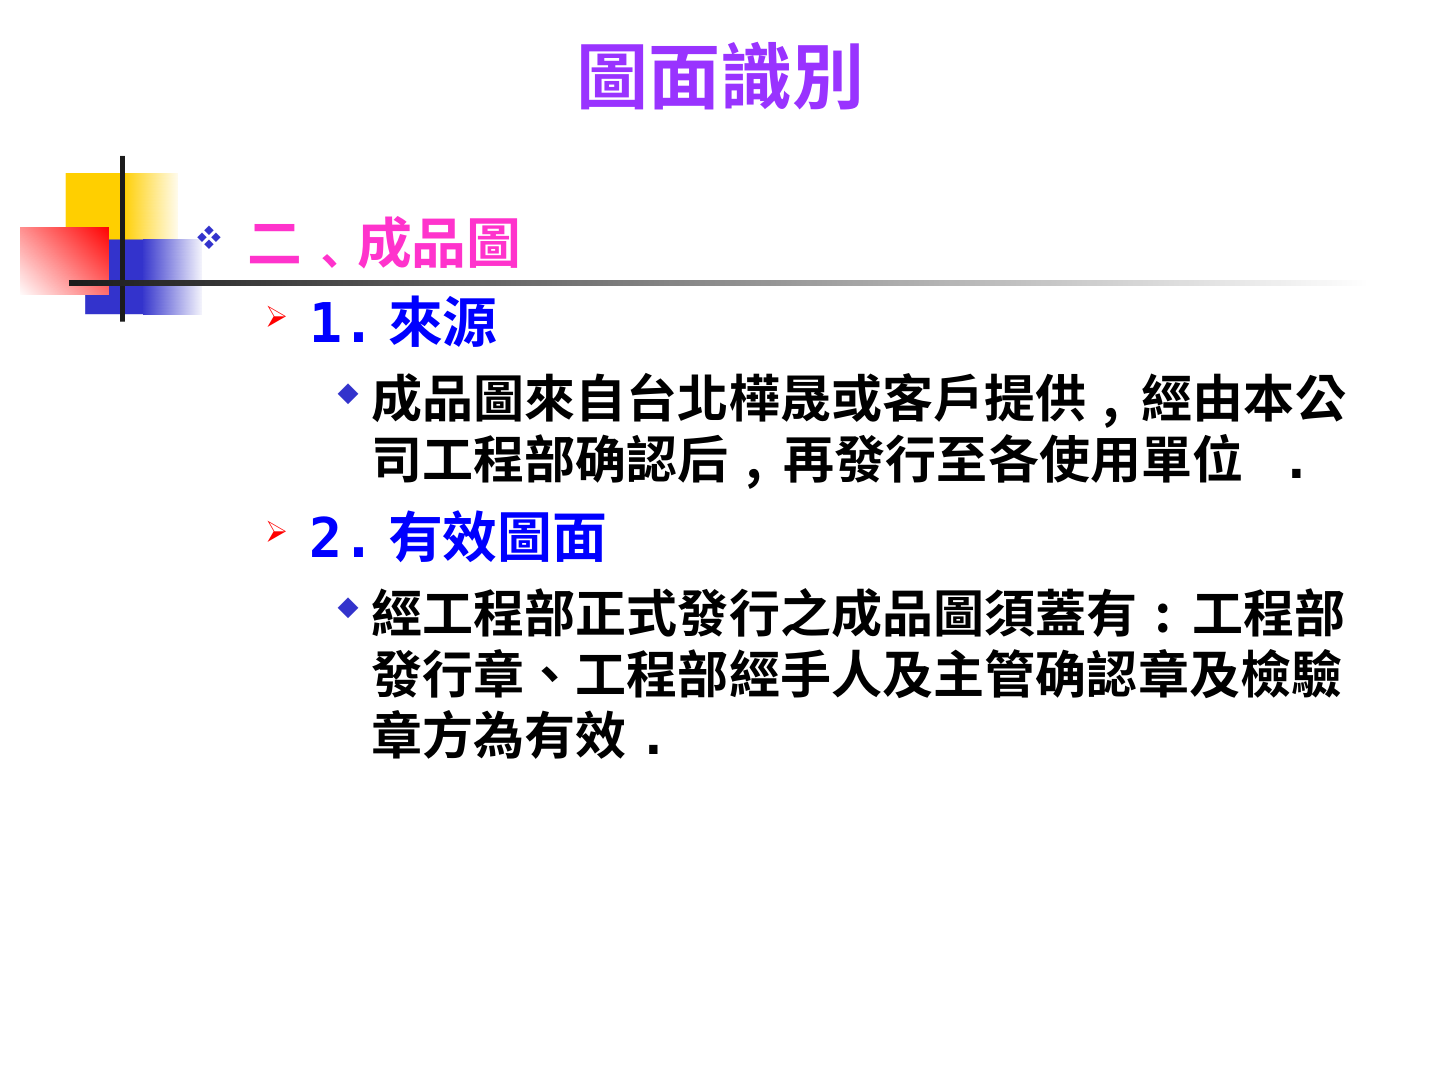 圖面識別
二﹑成品圖
1. 來源
成品圖來自台北樺晟或客戶提供﹐經由本公
司工程部确認后﹐再發行至各使用單位﹒
2. 有效圖面
經工程部正式發行之成品圖須蓋有﹕工程部
發行章、工程部經手人及主管确認章及檢驗
章方為有效﹒